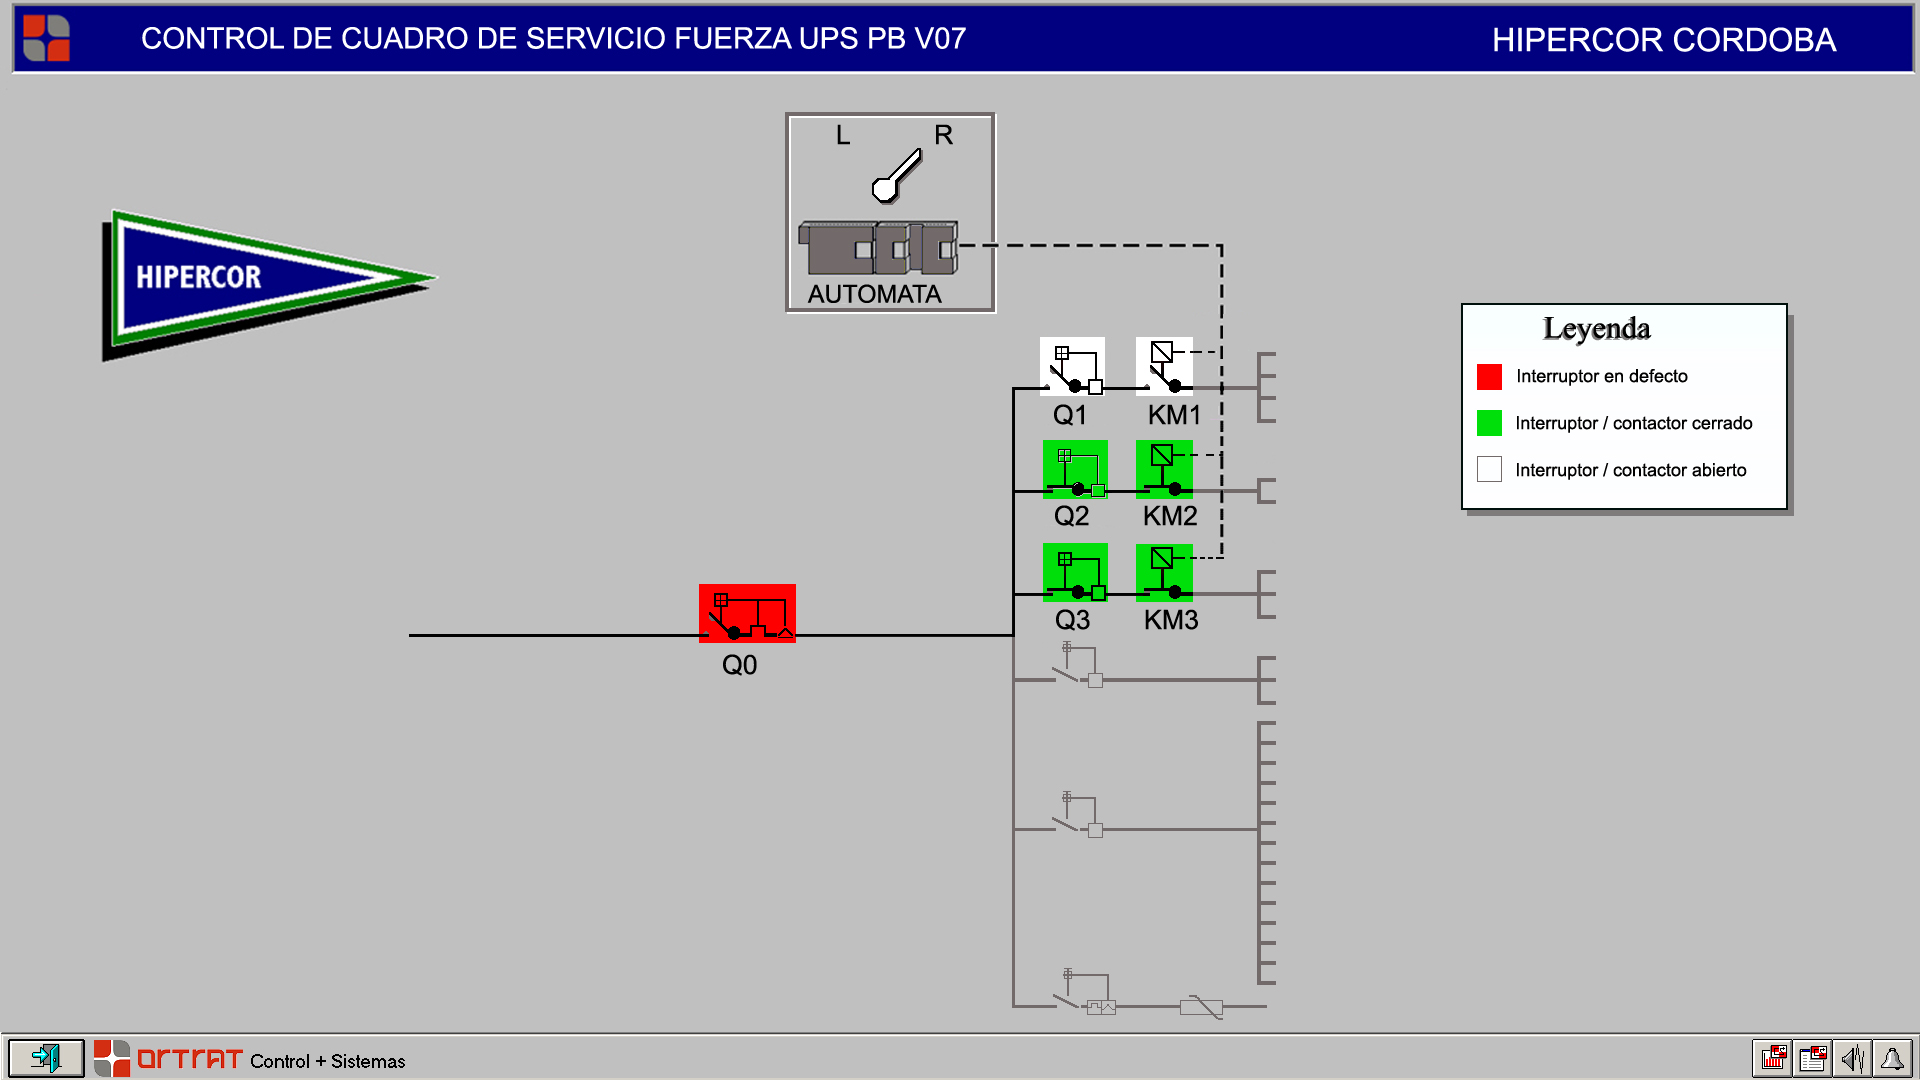 CONTROL DE CUADRO DE SERVICIO FUERZA UPS PB V07
HIPERCOR CORDOBA
L R
AUTOMATA
HIPERCOR
Leyenda
Interruptor en defecto
Interruptor / contactor cerrado
Interruptor / contactor abierto
Q1 KM1
Q2 KM2
Q3 KM3
Q0
ORTRAT Control + Sistemas